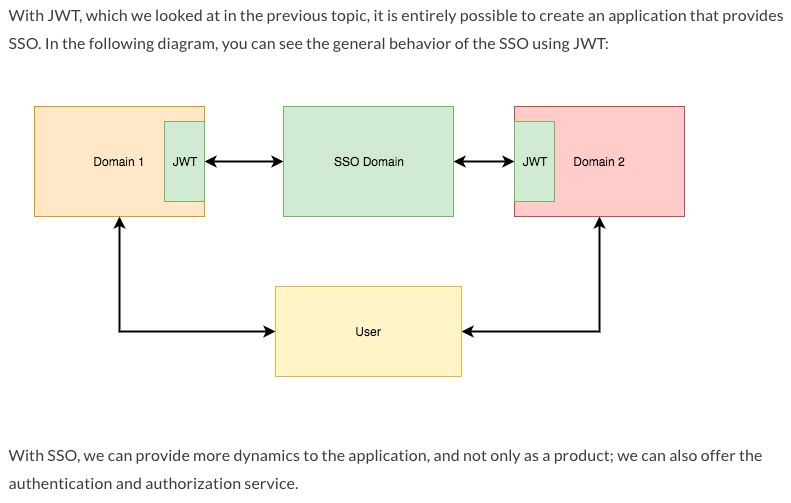 With JWT, which we looked at in the previous topic, it is entirely possible to create an application that provides
SSO. In the following diagram, you can see the general behavior of the SSO using JWT:
Domain 1
JWT
SSO Domain
JWT
Domain 2
User
With SSO, we can provide more dynamics to the application, and not only as a product; we can also offer the
authentication and authorization service.